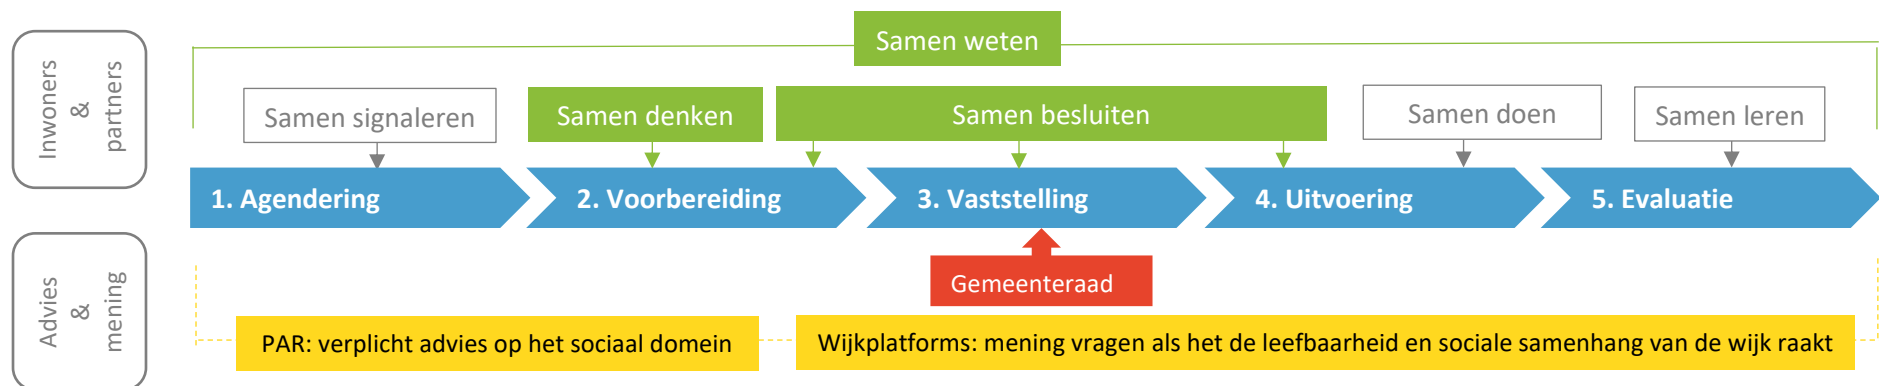 Samen weten
Inwoners
&
partners
Samen signaleren
Samen denken
Samen besluiten
Samen doen
Samen leren
1. Agendering
2. Voorbereiding
3. Vaststelling
4. Uitvoering
5. Evaluatie
Advies
&
mening
Gemeenteraad
PAR: verplicht advies op het sociaal domein
Wijkplatforms: mening vragen als het de leefbaarheid en sociale samenhang van de wijk raakt